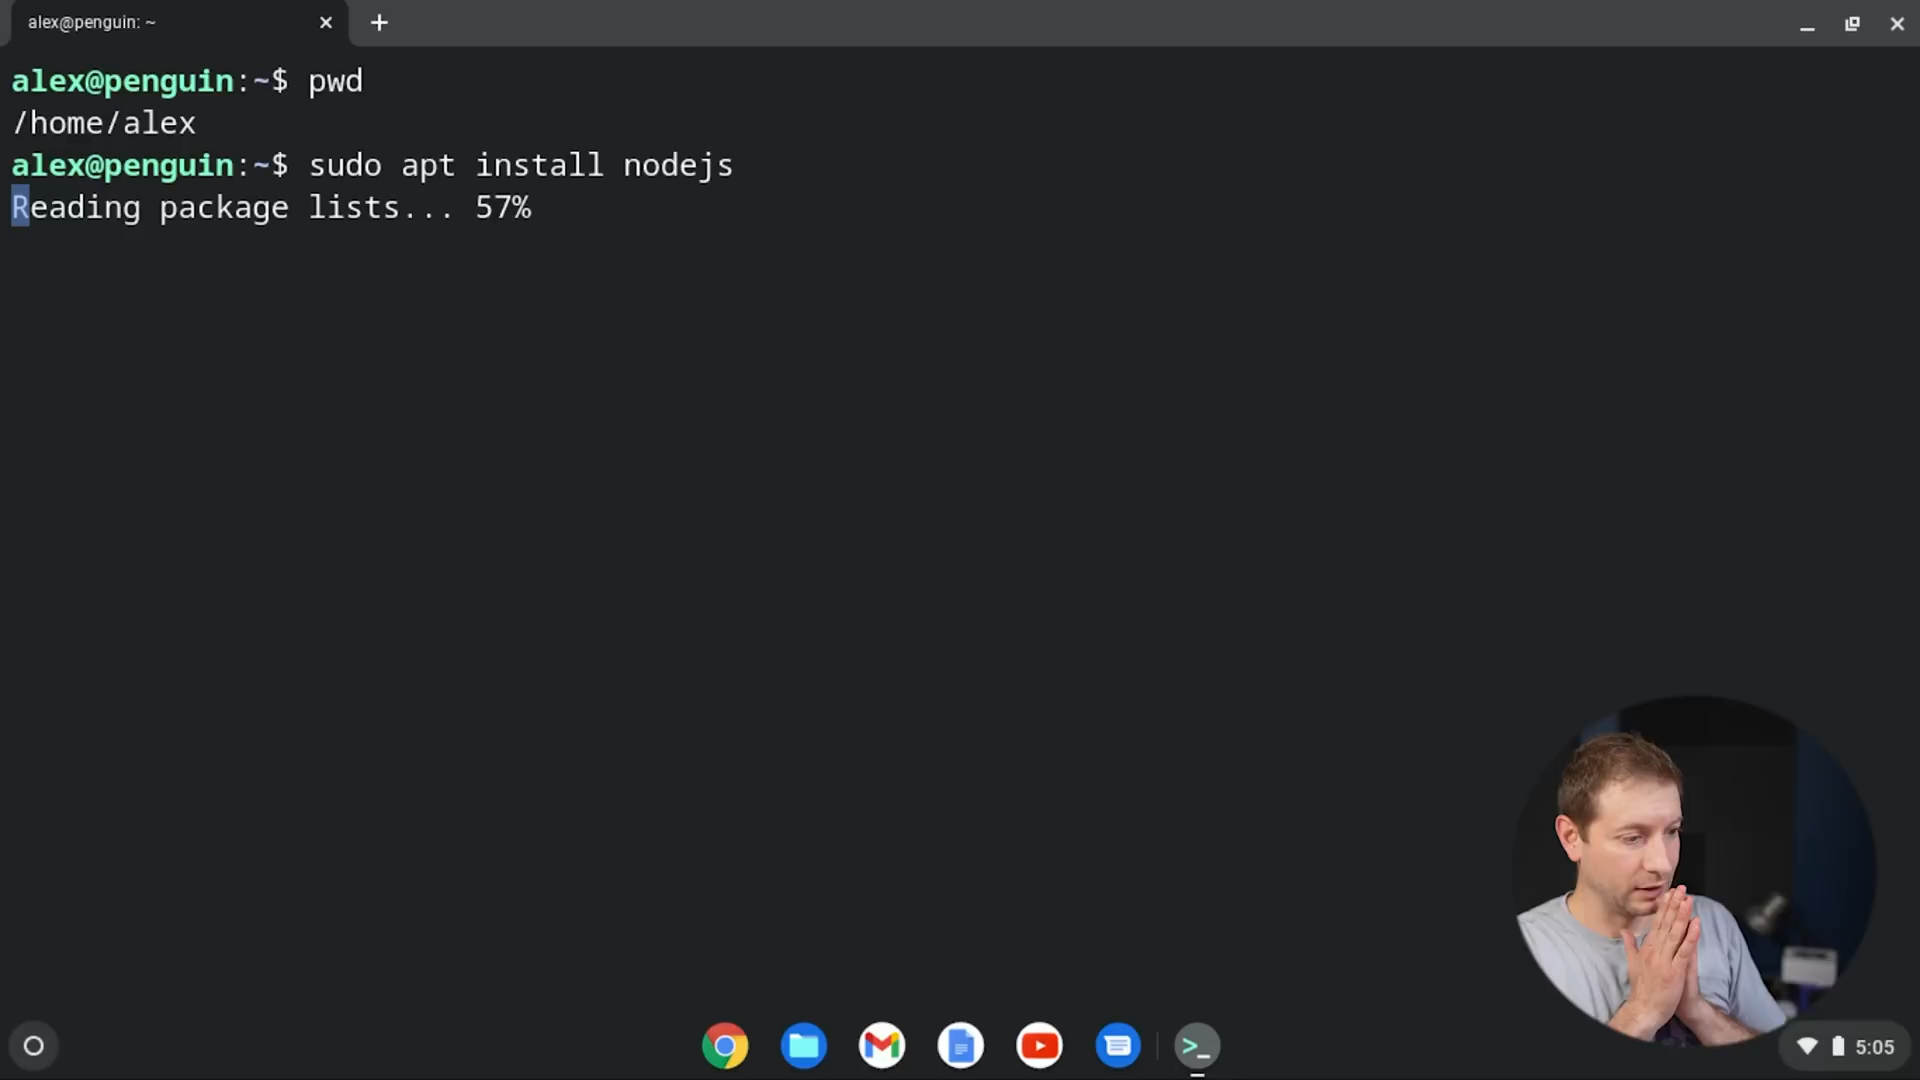 alex@penguin: ~
alex@penguin:~$ pwd
/home/alex
alex@penguin:~$ sudo apt install nodejs
Reading package lists... 57%
5:05